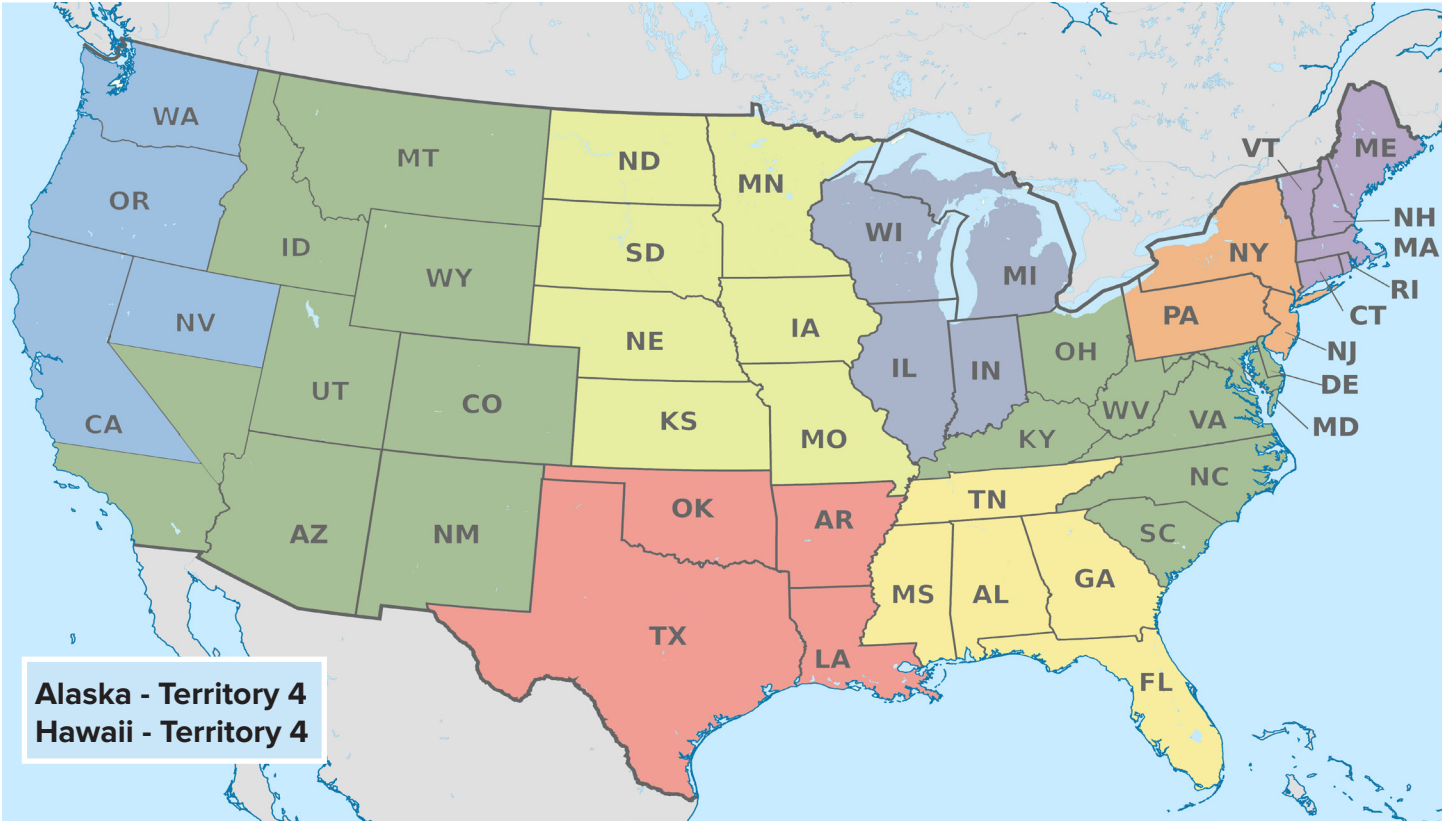 WA
MT
ND
MN
VT
ME
OR
ID
WY
SD
WI
MI
NY
NH
MA
RI
CT
NV
UT
CO
NE
IA
IL
IN
OH
PA
NJ
DE
CA
KS
MO
KY
WV
VA
MD
AZ
NM
OK
AR
TN
NC
SC
TX
LA
MS
AL
GA
FL
Alaska - Territory 4
Hawaii - Territory 4